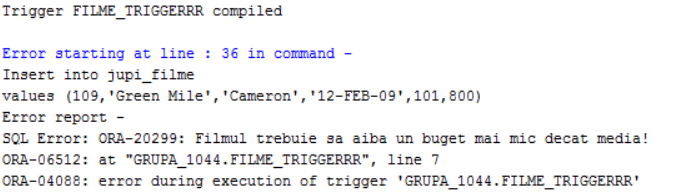 Trigger FILME_TRIGGERRR compiled
Error starting at line : 36 in command -
Insert into jupi_filme
values (109,'Green Mile','Cameron','12-FEB-09',101,800)
Error report -
SQL Error: ORA-20299: Filmul trebuie sa aiba un buget mai mic decat media!
ORA-06512: at "GRUPA_1044.FILME_TRIGGERRR", line 7
ORA-04088: error during execution of trigger 'GRUPA_1044.FILME_TRIGGERRR'